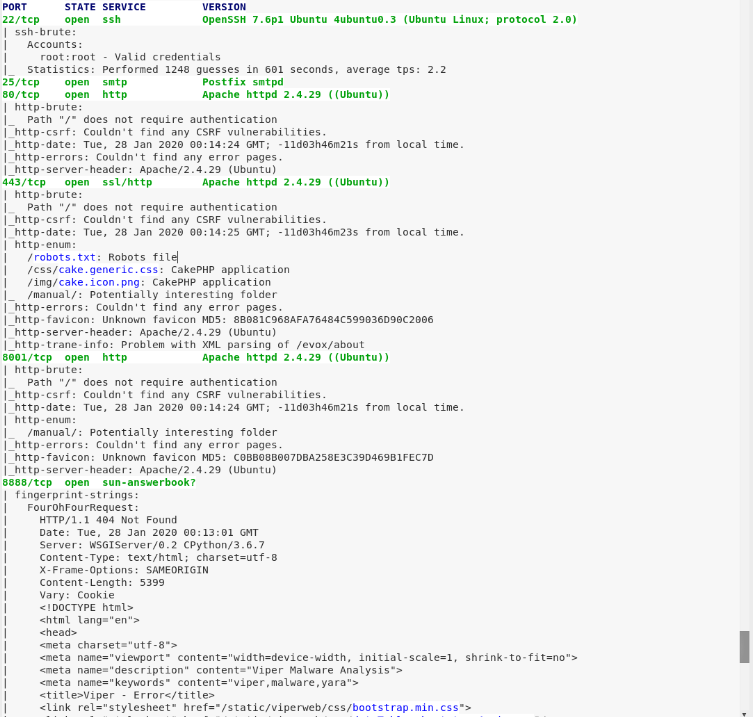 PORT STATE SERVICE VERSION
22/tcp open ssh OpenSSH 7.6p1 Ubuntu 4ubuntu0.3 (Ubuntu Linux; protocol 2.0)
| ssh-brute:
| Accounts:
| root:root - Valid credentials
|_ Statistics: Performed 1248 guesses in 601 seconds, average tps: 2.2
25/tcp open smtp Postfix smtpd
80/tcp open http Apache httpd 2.4.29 ((Ubuntu))
| http-brute:
|_ Path "/" does not require authentication
|_http-csrf: Couldn't find any CSRF vulnerabilities.
|_http-date: Tue, 28 Jan 2020 00:14:24 GMT; -11d03h46m21s from local time.
|_http-errors: Couldn't find any error pages.
|_http-server-header: Apache/2.4.29 (Ubuntu)
443/tcp open ssl/http Apache httpd 2.4.29 ((Ubuntu))
| http-brute:
|_ Path "/" does not require authentication
|_http-csrf: Couldn't find any CSRF vulnerabilities.
|_http-date: Tue, 28 Jan 2020 00:14:25 GMT; -11d03h46m23s from local time.
| http-enum:
| /robots.txt: Robots file
| /css/cake.generic.css: CakePHP application
| /img/cake.icon.png: CakePHP application
|_ /manual/: Potentially interesting folder
|_http-errors: Couldn't find any error pages.
|_http-favicon: Unknown favicon MD5: 8B081C968AFA76484C599036D90C2006
|_http-server-header: Apache/2.4.29 (Ubuntu)
|_http-trane-info: Problem with XML parsing of /evox/about
8001/tcp open http Apache httpd 2.4.29 ((Ubuntu))
| http-brute:
|_ Path "/" does not require authentication
|_http-csrf: Couldn't find any CSRF vulnerabilities.
|_http-date: Tue, 28 Jan 2020 00:14:24 GMT; -11d03h46m21s from local time.
| http-enum:
|_ /manual/: Potentially interesting folder
|_http-errors: Couldn't find any error pages.
|_http-favicon: Unknown favicon MD5: C0BB08B007DBA258E3C39D469B1FEC7D
|_http-server-header: Apache/2.4.29 (Ubuntu)
8888/tcp open sun-answerbook?
| fingerprint-strings:
| FourOhFourRequest:
| HTTP/1.1 404 Not Found
| Date: Tue, 28 Jan 2020 00:13:01 GMT
| Server: WSGIServer/0.2 CPython/3.6.7
| Content-Type: text/html; charset=utf-8
| X-Frame-Options: SAMEORIGIN
| Content-Length: 5399
| Vary: Cookie
| <!DOCTYPE html>
| <html lang="en">
| <head>
| <meta charset="utf-8">
| <meta name="viewport" content="width=device-width, initial-scale=1, shrink-to-fit=no">
| <meta name="description" content="Viper Malware Analysis">
| <meta name="keywords" content="viper,malware,yara">
| <title>Viper - Error</title>
| <link rel="stylesheet" href="/static/viperweb/css/bootstrap.min.css">